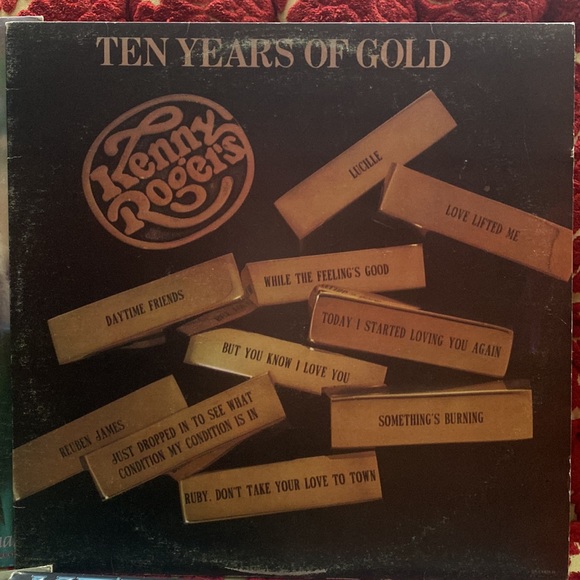 TEN YEARS OF GOLD
Kenny
Rogers
LUCILLE
LOVE LIFTED ME
WHILE THE FEELING'S GOOD
DAYTIME FRIENDS
TODAY I STARTED LOVING YOU AGAIN
BUT YOU KNOW I LOVE YOU
SOMETHING'S BURNING
REUBEN JAMES
JUST DROPPED IN TO SEE WHAT
CONDITION MY CONDITION IS IN
RUBY, DON'T TAKE YOUR LOVE TO TOWN